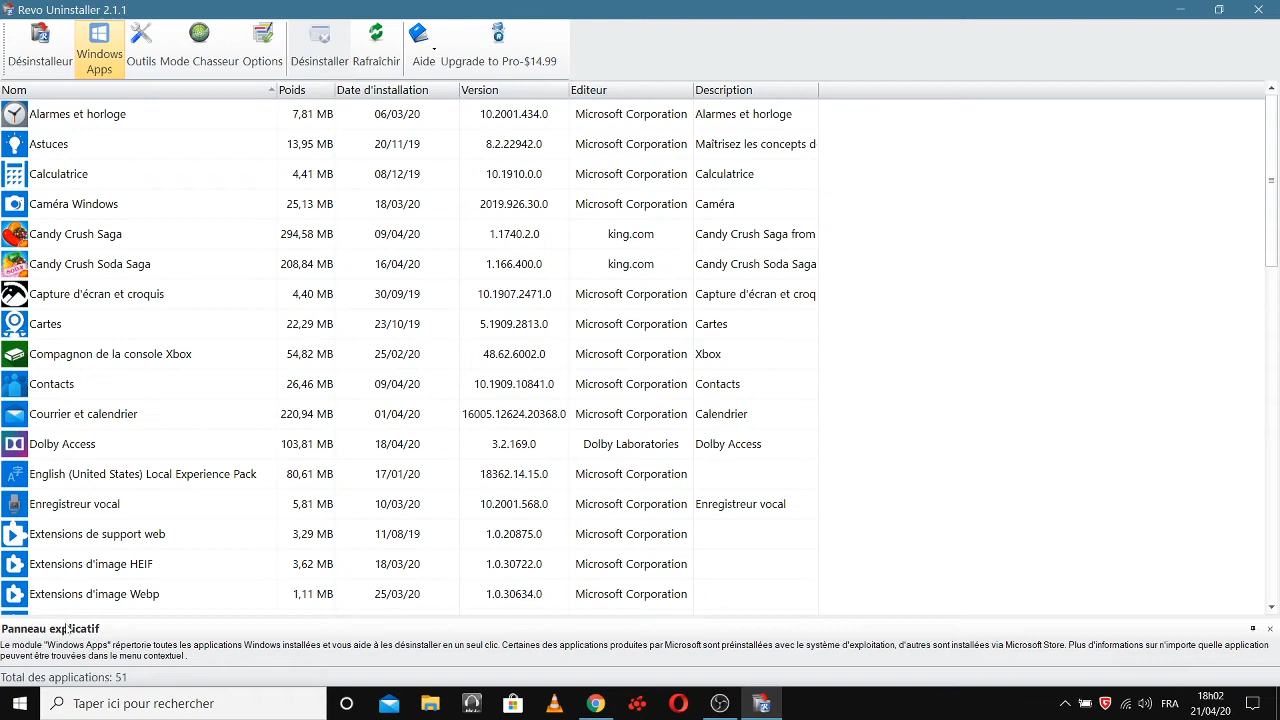 Revo Uninstaller 2.1.1
Désinstalleur Windows Apps Outils Mode Chasseur Options Désinstaller Rafraîchir Aide Upgrade to Pro-$14.99
Nom Poids Date d'installation Version Editeur Description
Alarmes et horloge 7,81 MB 06/03/20 10.2001.434.0 Microsoft Corporation Alarmes et horloge
Astuces 13,95 MB 20/11/19 8.2.22942.0 Microsoft Corporation Maîtrisez les concepts d
Calculatrice 4,41 MB 08/12/19 10.1910.0.0 Microsoft Corporation Calculatrice
Caméra Windows 25,13 MB 18/03/20 2019.926.30.0 Microsoft Corporation Caméra
Candy Crush Saga 294,58 MB 09/04/20 1.1740.2.0 king.com Candy Crush Saga from
Candy Crush Soda Saga 208,84 MB 16/04/20 1.166.400.0 king.com Candy Crush Soda Saga
Capture d'écran et croquis 4,40 MB 30/09/19 10.1907.2471.0 Microsoft Corporation Capture d'écran et croq
Cartes 22,29 MB 23/10/19 5.1909.2813.0 Microsoft Corporation Cartes
Compagnon de la console Xbox 54,82 MB 25/02/20 48.62.6002.0 Microsoft Corporation Xbox
Contacts 26,46 MB 09/04/20 10.1909.10841.0 Microsoft Corporation Contacts
Courrier et calendrier 220,94 MB 01/04/20 16005.12624.20368.0 Microsoft Corporation Calendrier
Dolby Access 103,81 MB 18/04/20 3.2.169.0 Dolby Laboratories Dolby Access
English (United States) Local Experience Pack 80,61 MB 17/01/20 18362.14.15.0 Microsoft Corporation
Enregistreur vocal 5,81 MB 10/03/20 10.2001.568.0 Microsoft Corporation Enregistreur vocal
Extensions de support web 3,29 MB 11/08/19 1.0.20875.0 Microsoft Corporation
Extensions d'image HEIF 3,62 MB 18/03/20 1.0.30722.0 Microsoft Corporation
Extensions d'image Webp 1,11 MB 25/03/20 1.0.30634.0 Microsoft Corporation
Panneau explicatif
Le module "Windows Apps" répertorie toutes les applications Windows installées et vous aide à les désinstaller en un seul clic. Certaines des applications produites par Microsoft sont préinstallées avec le système d'exploitation, d'autres sont installées via Microsoft Store. Plus d'informations sur n'importe quelle application
peuvent être trouvées dans le menu contextuel .
Total des applications: 51
Taper ici pour rechercher FRA 18h02
21/04/20